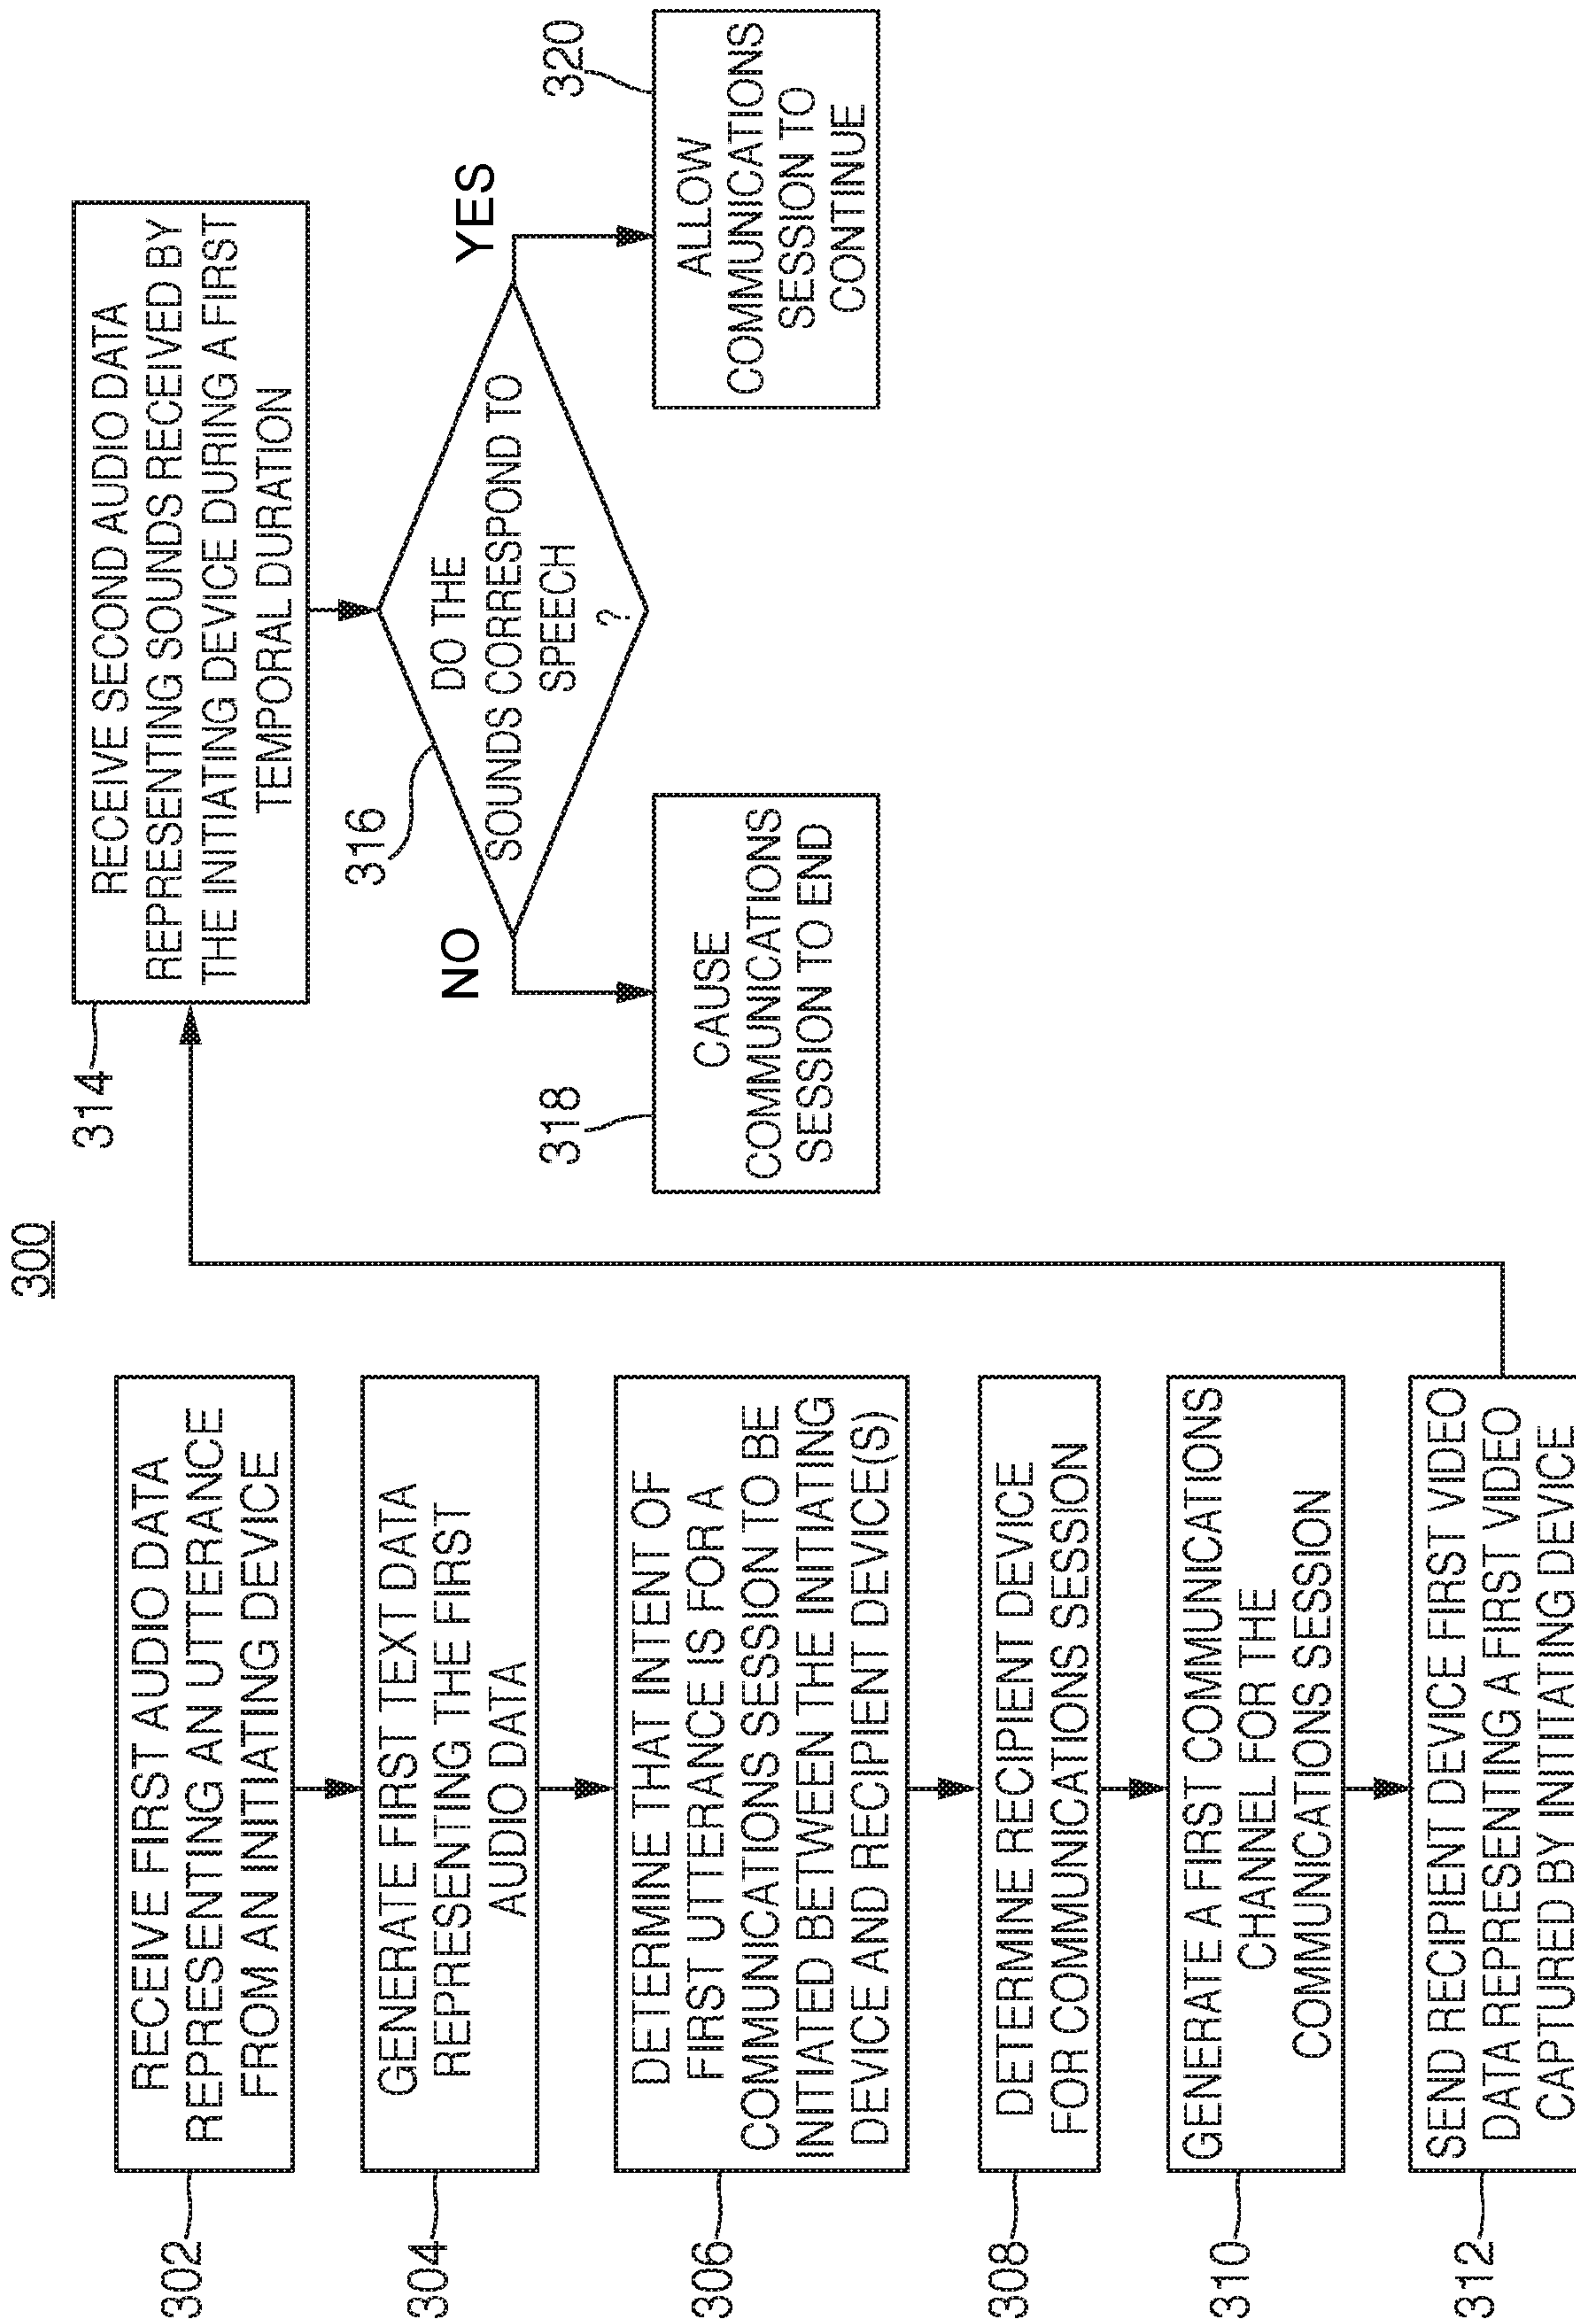 300
302
RECEIVE FIRST AUDIO DATA
REPRESENTING AN UTTERANCE
FROM AN INITIATING DEVICE
304
GENERATE FIRST TEXT DATA
REPRESENTING THE FIRST
AUDIO DATA
306
DETERMINE THAT INTENT OF
FIRST UTTERANCE IS FOR A
COMMUNICATIONS SESSION TO BE
INITIATED BETWEEN THE INITIATING
DEVICE AND RECIPIENT DEVICE(S)
308
DETERMINE RECIPIENT DEVICE
FOR COMMUNICATIONS SESSION
310
GENERATE A FIRST COMMUNICATIONS
CHANNEL FOR THE
COMMUNICATIONS SESSION
312
SEND RECIPIENT DEVICE FIRST VIDEO
DATA REPRESENTING A FIRST VIDEO
CAPTURED BY INITIATING DEVICE
314
RECEIVE SECOND AUDIO DATA
REPRESENTING SOUNDS RECEIVED BY
THE INITIATING DEVICE DURING A FIRST
TEMPORAL DURATION
316
DO THE
SOUNDS CORRESPOND TO
SPEECH
?
NO
YES
318
CAUSE
COMMUNICATIONS
SESSION TO END
320
ALLOW
COMMUNICATIONS
SESSION TO
CONTINUE